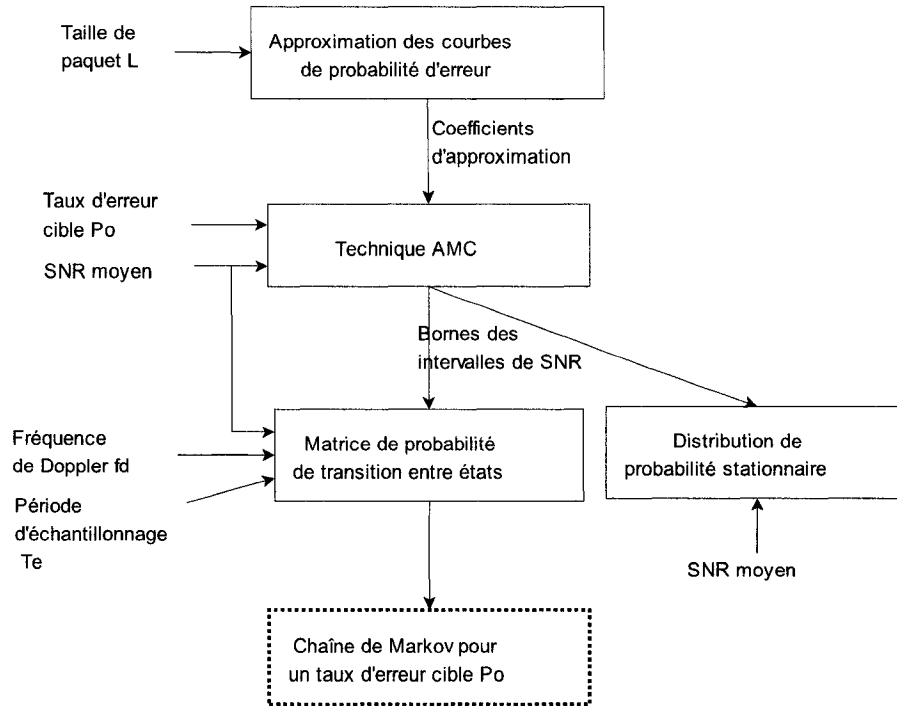 Taille de
paquet L
Approximation des courbes
de probabilité d'erreur
Coefficients
d'approximation
Taux d'erreur
cible Po
SNR moyen
Technique AMC
Bornes des
intervalles de SNR
Fréquence
de Doppler fd
Période
d'échantillonnage
Te
Matrice de probabilité
de transition entre états
Distribution de
probabilité stationnaire
SNR moyen
Chaîne de Markov pour
un taux d'erreur cible Po